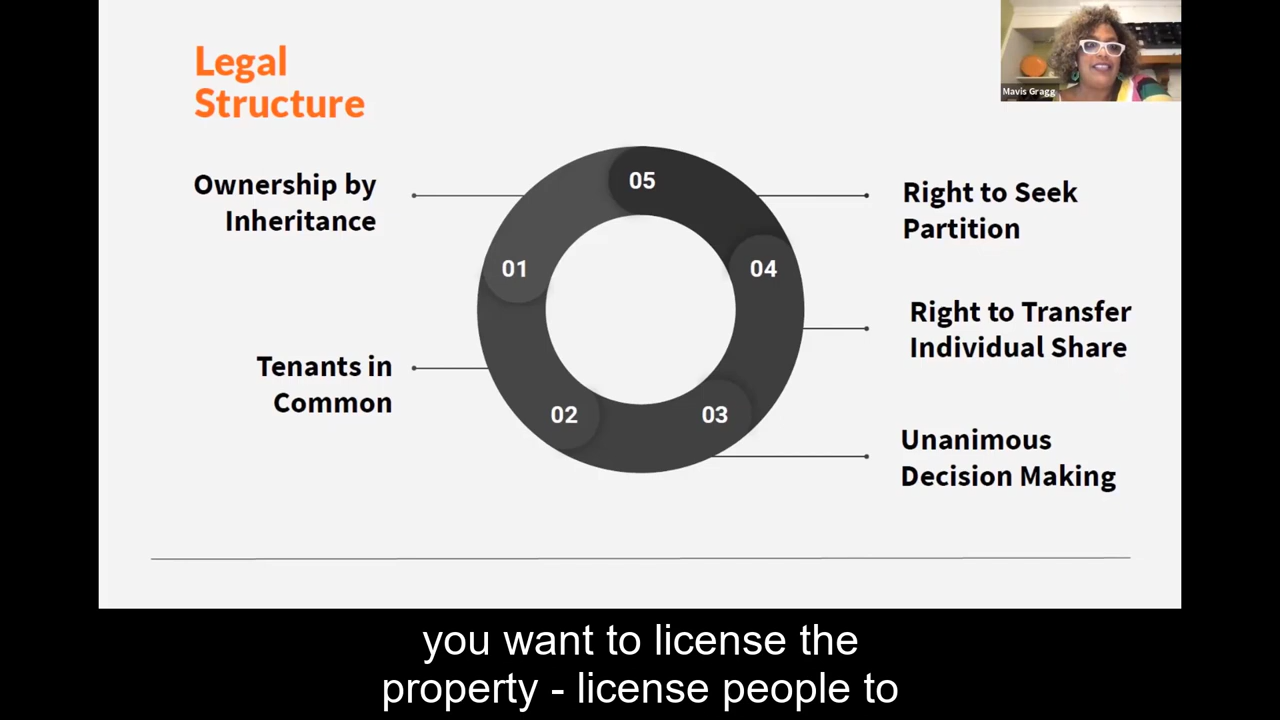 Legal
Structure
Mavis Gragg
Ownership by
Inheritance
Tenants in
Common
01
02
03
04
05
Right to Seek
Partition
Right to Transfer
Individual Share
Unanimous
Decision Making
you want to license the
property - license people to